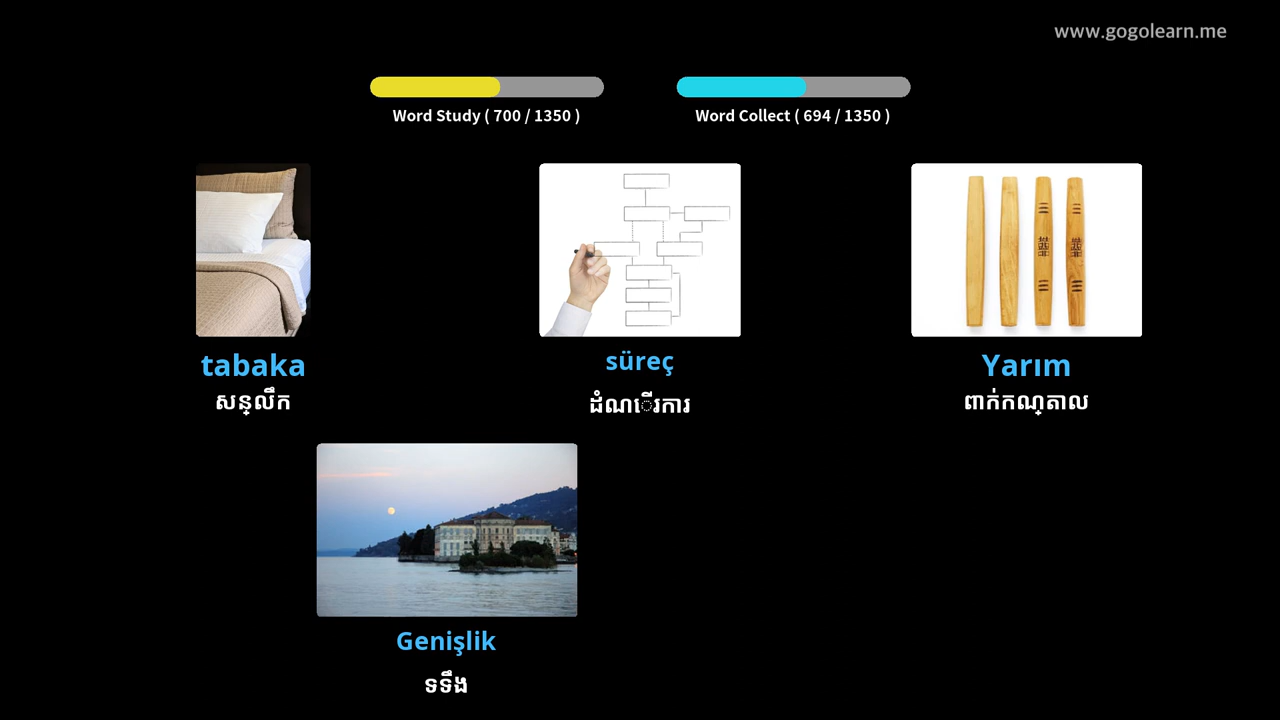 www.gogolearn.me
Word Study ( 700 / 1350 )
Word Collect ( 694 / 1350 )
tabaka
សន្លឹក
süreç
ដំណើរការ
Yarım
ពាក់កណ្តាល
Genişlik
ទទឹង